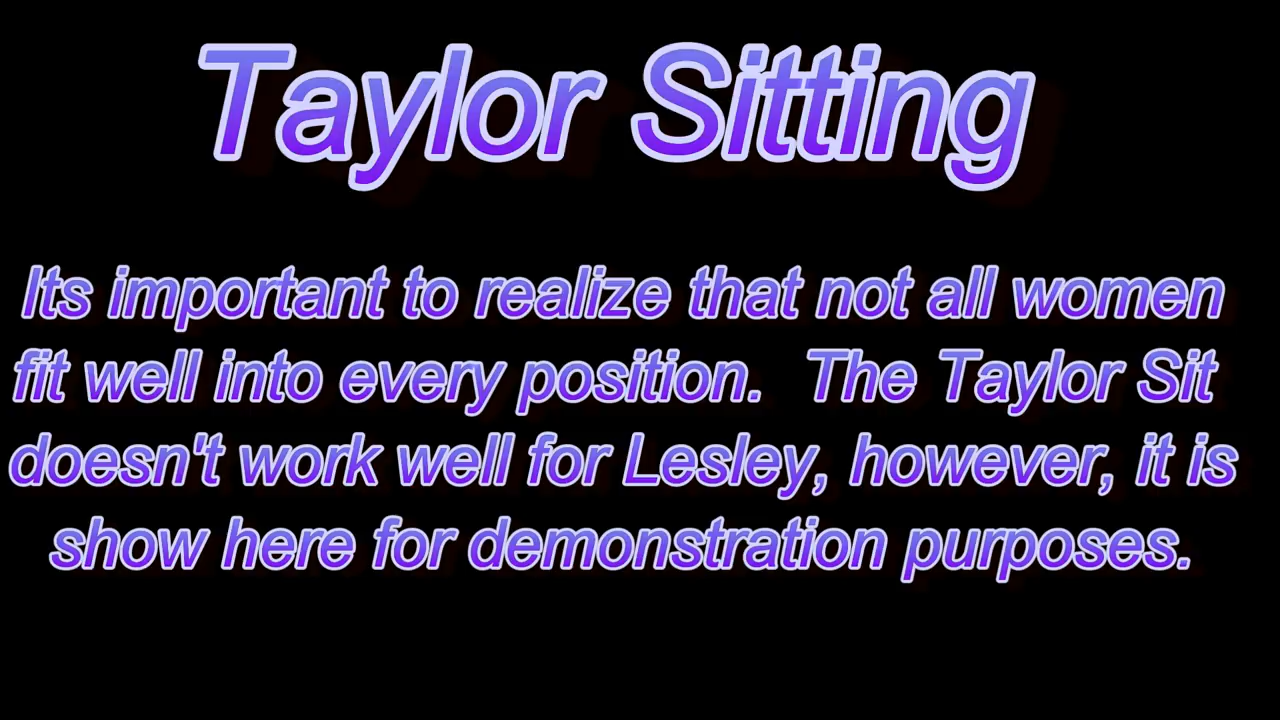 Taylor Sitting
Its important to realize that not all women
fit well into every position.  The Taylor Sit
doesn't work well for Lesley, however, it is
show here for demonstration purposes.